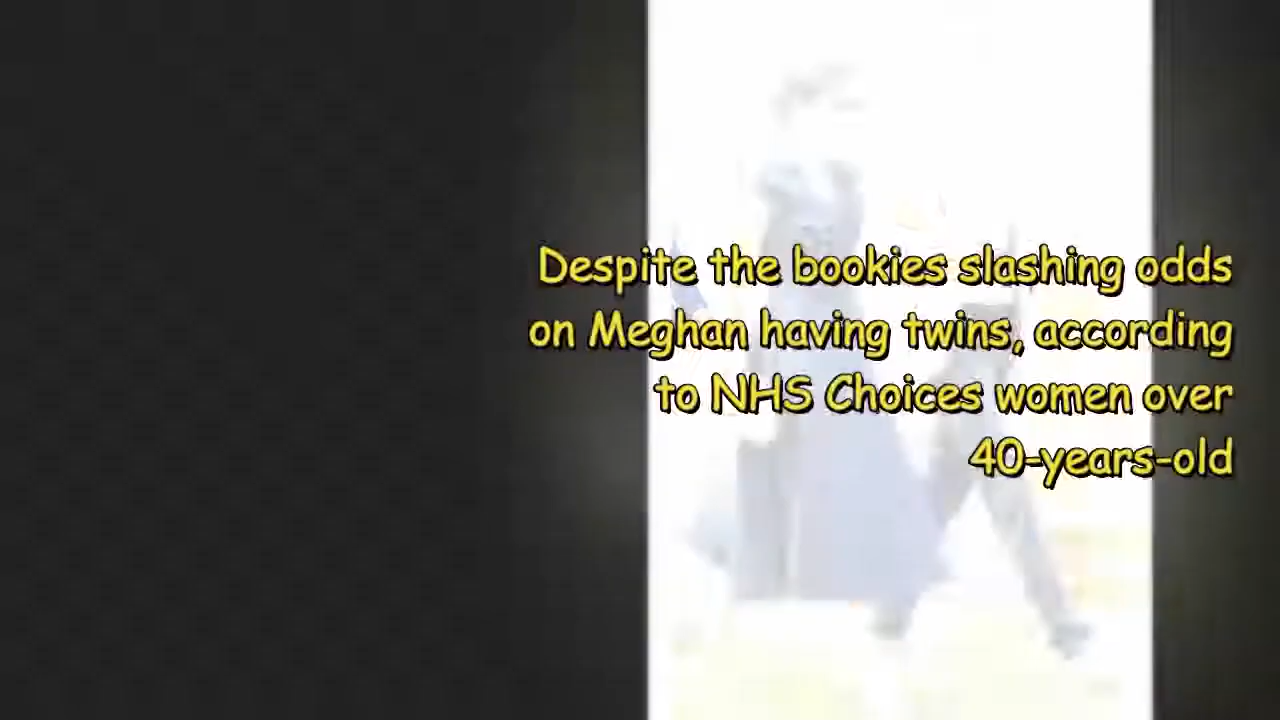 Despite the bookies slashing odds
on Meghan having twins, according
to NHS Choices women over
40-years-old